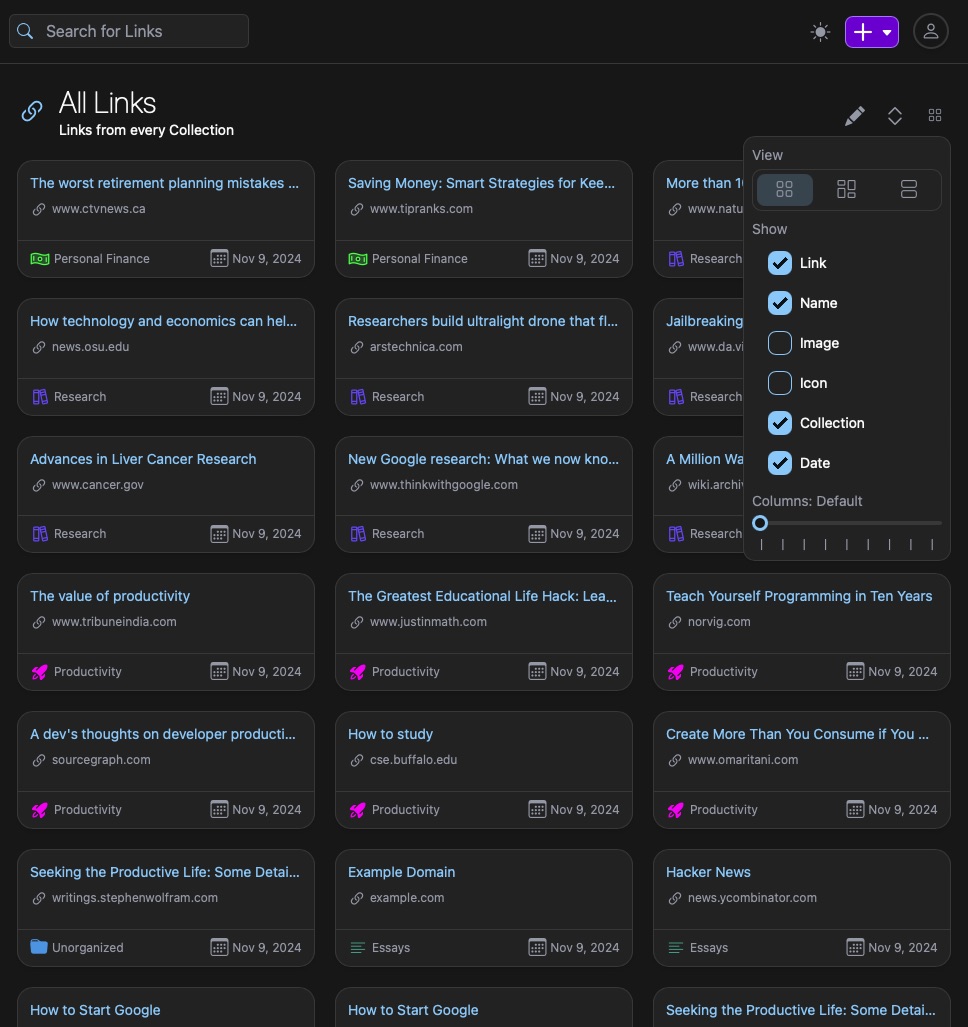 Search for Links
All Links
Links from every Collection
View
Show
Link
Name
Image
Icon
Collection
Date
Columns: Default
The worst retirement planning mistakes ...
www.ctvnews.ca
Personal Finance
Nov 9, 2024
Saving Money: Smart Strategies for Kee...
www.tipranks.com
Personal Finance
Nov 9, 2024
More than
www.natu
Research
How technology and economics can hel...
news.osu.edu
Research
Nov 9, 2024
Researchers build ultralight drone that fl...
arstechnica.com
Research
Nov 9, 2024
Jailbreaking
www.da.vi
Research
Advances in Liver Cancer Research
www.cancer.gov
Research
Nov 9, 2024
New Google research: What we now kno...
www.thinkwithgoogle.com
Research
Nov 9, 2024
A Million Wa
wiki.archiv
Research
The value of productivity
www.tribuneindia.com
Productivity
Nov 9, 2024
The Greatest Educational Life Hack: Lea...
www.justinmath.com
Productivity
Nov 9, 2024
Teach Yourself Programming in Ten Years
norvig.com
Productivity
Nov 9, 2024
A dev's thoughts on developer producti...
sourcegraph.com
Productivity
Nov 9, 2024
How to study
cse.buffalo.edu
Productivity
Nov 9, 2024
Create More Than You Consume if You ...
www.omaritani.com
Productivity
Nov 9, 2024
Seeking the Productive Life: Some Detai...
writings.stephenwolfram.com
Unorganized
Nov 9, 2024
Example Domain
example.com
Essays
Nov 9, 2024
Hacker News
news.ycombinator.com
Essays
Nov 9, 2024
How to Start Google
How to Start Google
Seeking the Productive Life: Some Detai...